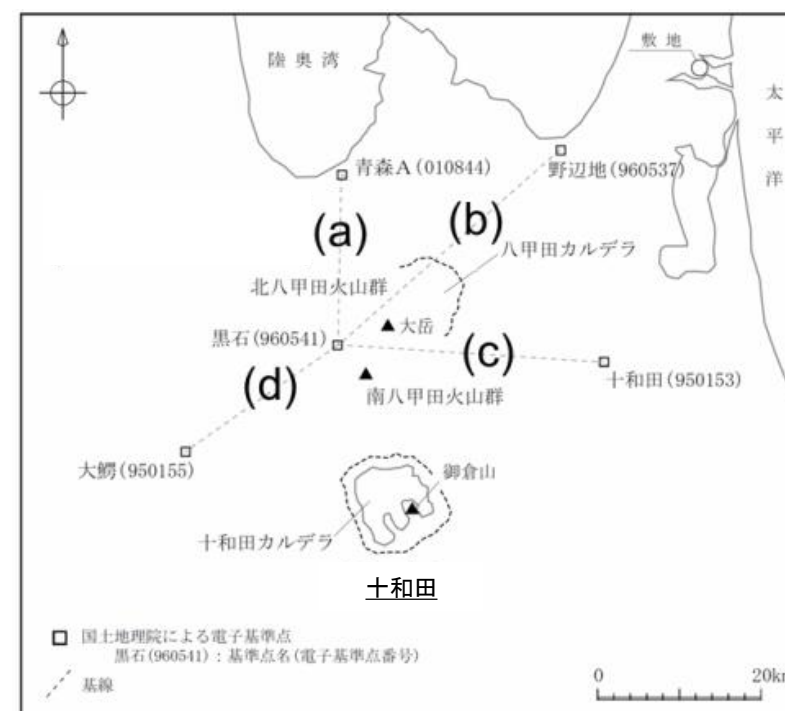 陸奥湾
敷地
太平洋
青森A(010844)
野辺地(960537)
(a)
(b)
八甲田カルデラ
北八甲田火山群
大岳
黒石(960541)
(c)
(d)
十和田(950153)
南八甲田火山群
大鰐(950155)
御倉山
十和田カルデラ
十和田
国土地理院による電子基準点
黒石(960541):基準点名(電子基準点番号)
基線
0 20km